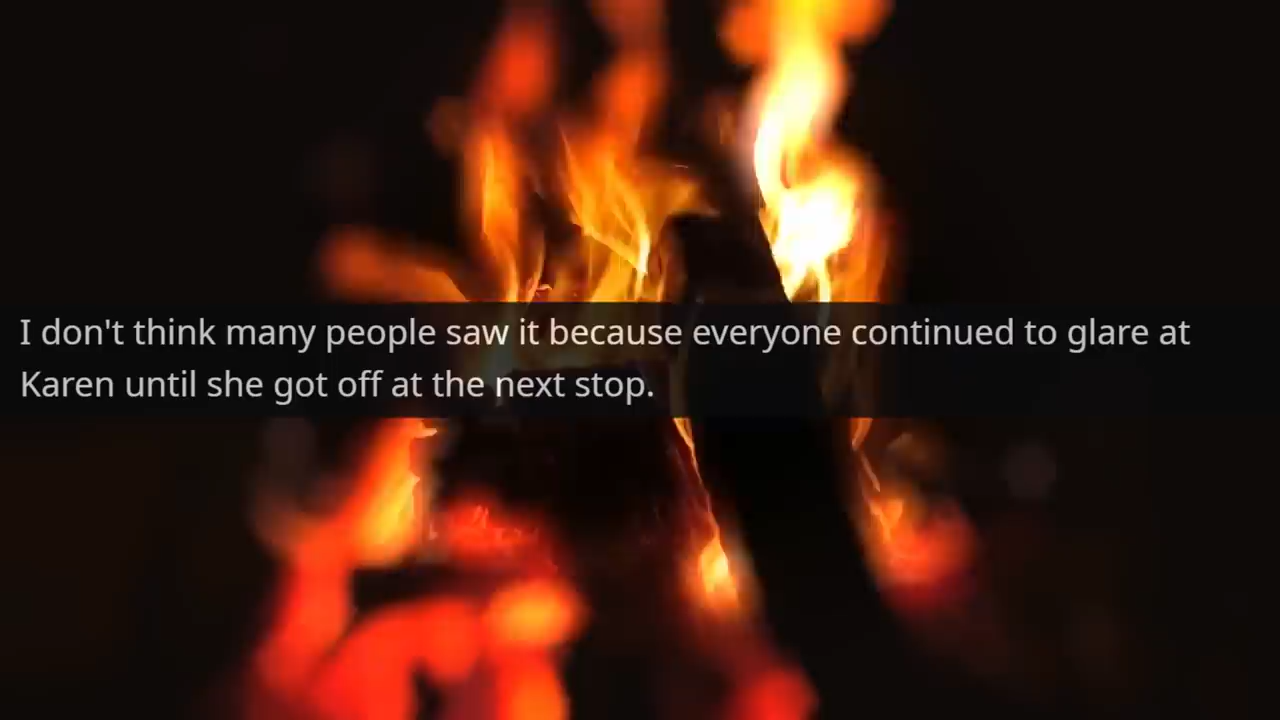 I don't think many people saw it because everyone continued to glare at
Karen until she got off at the next stop.